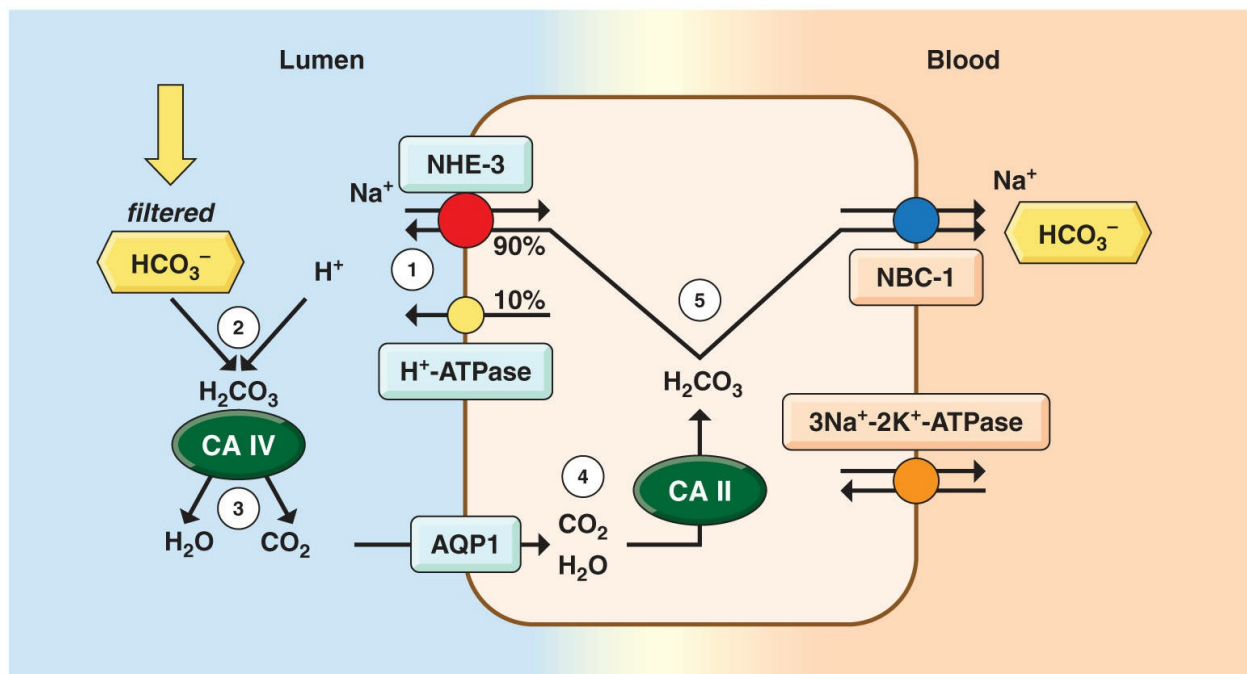 Lumen
Blood
NHE-3
Na⁺
Na⁺
filtered
HCO₃⁻
HCO₃⁻
H⁺
1
90%
NBC-1
10%
5
2
H⁺-ATPase
H₂CO₃
H₂CO₃
3Na⁺-2K⁺-ATPase
CA IV
4
CA II
3
H₂O
CO₂
AQP1
CO₂
H₂O